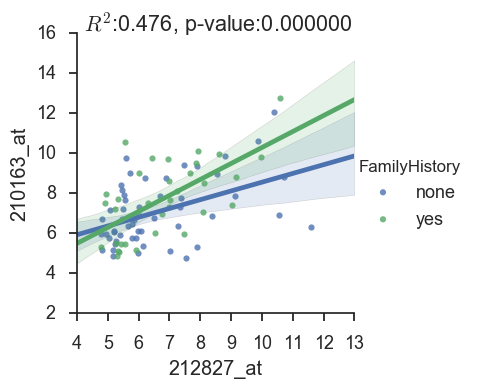 R²:0.476, p-value:0.000000
16
14
12
10
8
6
4
2
210163_at
4 5 6 7 8 9 10 11 12 13
212827_at
FamilyHistory
none
yes